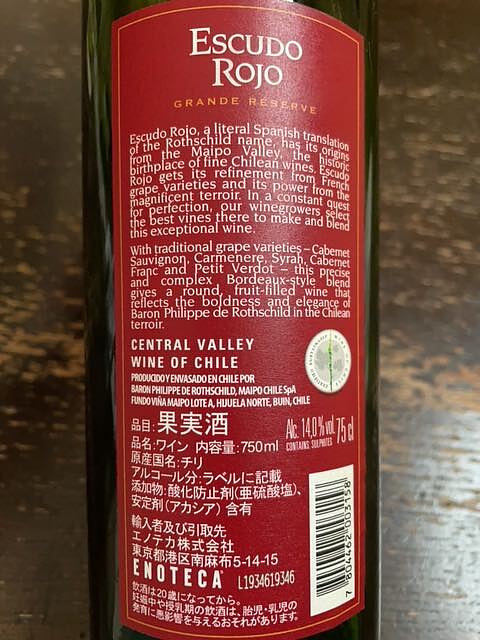 ESCUDO
ROJO
GRANDE RÉSERVE
Escudo Rojo, a literal Spanish translation
of the Rothschild name, has its origins
from the Maipo Valley, the historic
birthplace of fine Chilean wines. Escudo
Rojo gets its refinement from French
grape varieties and its power from the
magnificent terroir. In a constant quest
for perfection, our winegrowers select
the best vines there to make and blend
this exceptional wine.
With traditional grape varieties – Cabernet
Sauvignon, Carmenere, Syrah, Cabernet
Franc and Petit Verdot – this precise
and complex Bordeaux-style blend
gives a round, fruit-filled wine that
reflects the boldness and elegance of
Baron Philippe de Rothschild in the Chilean
terroir.
CENTRAL VALLEY
WINE OF CHILE
PRODUCIDO Y ENVASADO EN CHILE POR
BARON PHILIPPE DE ROTHSCHILD, MAIPO CHILE SpA
FUNDO VIÑA MAIPO LOTE A, HIJUELA NORTE, BUIN, CHILE
品目:果実酒
Alc. 14,0% vol. 75 cl
CONTAINS SULPHITES
品名:ワイン 内容量:750ml
原産国名:チリ
アルコール分:ラベルに記載
添加物:酸化防止剤(亜硫酸塩)、
安定剤(アカシア) 含有
輸入者及び引取先
エノテカ株式会社
東京都港区南麻布5-14-15
ENOTECA L1934619346
飲酒は20歳になってから。
妊娠中や授乳期の飲酒は、胎児・乳児の
発育に悪影響を与えるおそれがあります。
7 804462 003158